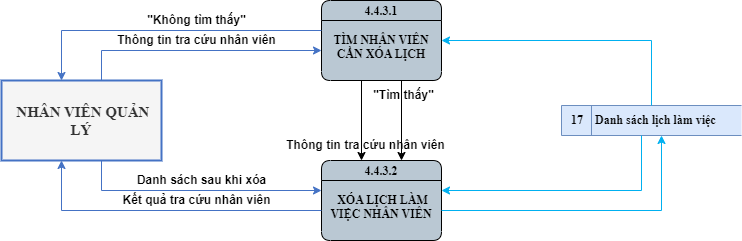 4.4.3.1
"Không tìm thấy"
TÌM NHÂN VIÊN
CẦN XÓA LỊCH
Thông tin tra cứu nhân viên
"Tìm thấy"
NHÂN VIÊN QUẢN
LÝ
17 Danh sách lịch làm việc
Thông tin tra cứu nhân viên
4.4.3.2
Danh sách sau khi xóa
Kết quả tra cứu nhân viên
XÓA LỊCH LÀM
VIỆC NHÂN VIÊN